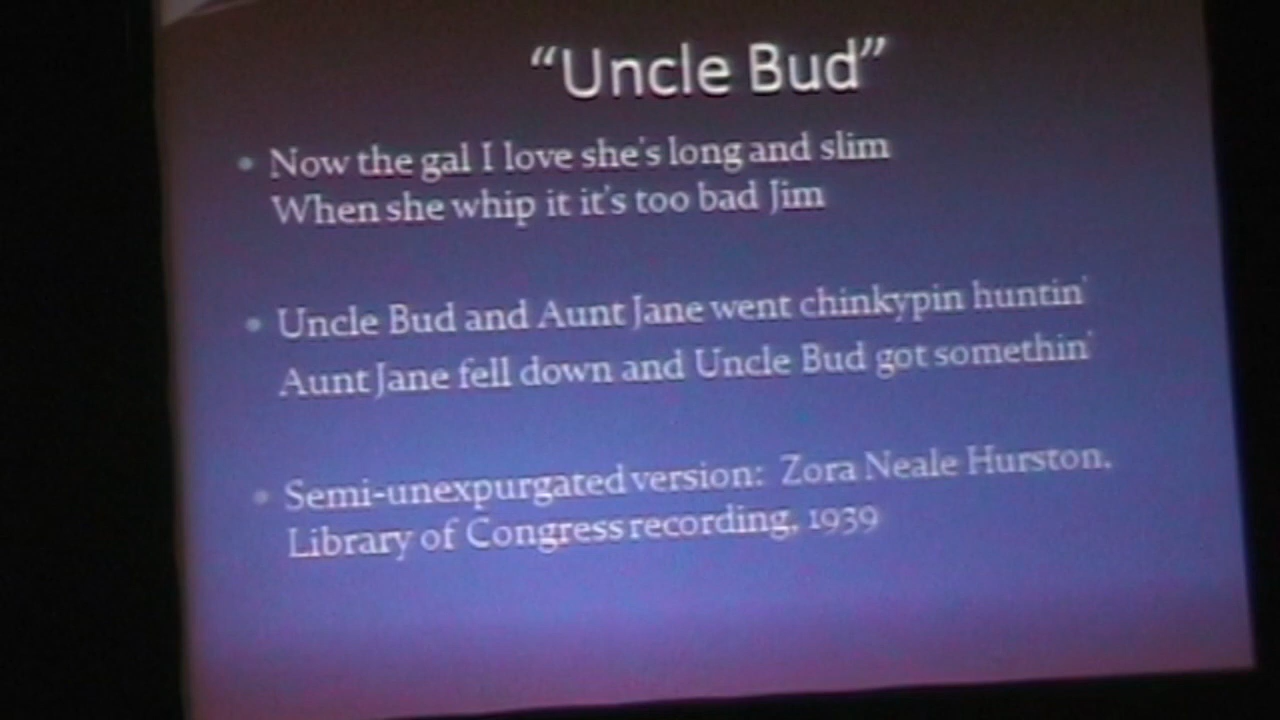 “Uncle Bud”
• Now the gal I love she's long and slim
When she whip it it's too bad Jim
• Uncle Bud and Aunt Jane went chinkypin huntin'
Aunt Jane fell down and Uncle Bud got somethin'
• Semi-unexpurgated version: Zora Neale Hurston,
Library of Congress recording, 1939